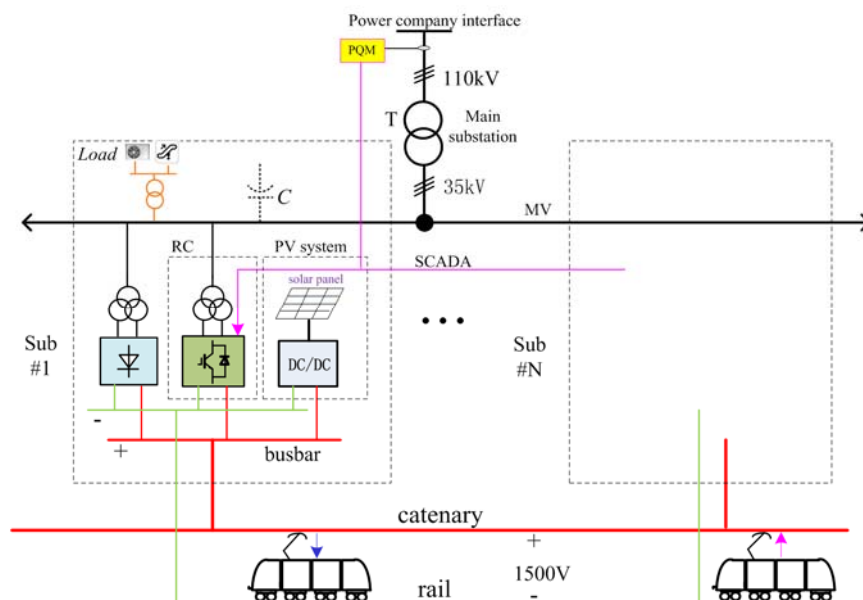 Power company interface
PQM
110kV
T
Main
substation
Load
35kV
C
MV
RC
PV system
SCADA
solar panel
Sub
#1
DC/DC
Sub
#N
-
+
busbar
catenary
+
1500V
rail
-